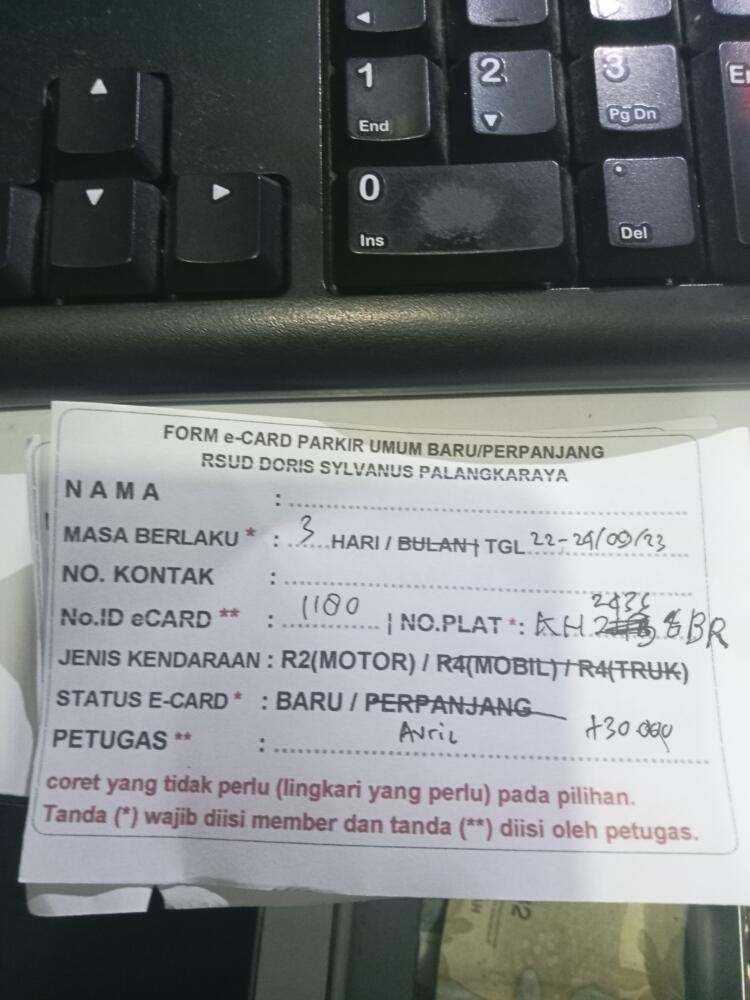 1
End
2
3
Pg Dn
0
Ins
Del
FORM e-CARD PARKIR UMUM BARU/PERPANJANG
RSUD DORIS SYLVANUS PALANGKARAYA
NAMA :
MASA BERLAKU * : 3 HARI / BULAN | TGL 22-24/09/23
NO. KONTAK :
No.ID eCARD ** : 1180 | NO.PLAT *: KH 2435 BR
JENIS KENDARAAN : R2(MOTOR) / R4(MOBIL) / R4(TRUK)
STATUS E-CARD * : BARU / PERPANJANG
PETUGAS ** : Avril +30.000
coret yang tidak perlu (lingkari yang perlu) pada pilihan.
Tanda (*) wajib diisi member dan tanda (**) diisi oleh petugas.